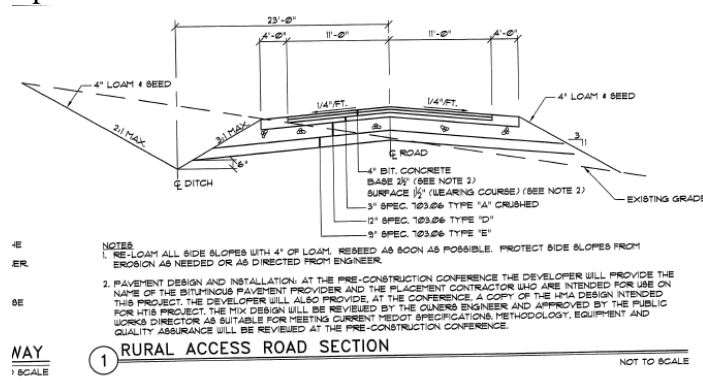 23'-0"
4'-0" 11'-0" 11'-0" 4'-0"
4" LOAM & SEED
4" LOAM & SEED
1/4"/FT. 1/4"/FT.
2:1 MAX.
3:1 MAX.
3
1
6"
℄ ROAD
℄ DITCH
4" BIT. CONCRETE
BASE 2½" (SEE NOTE 2)
SURFACE 1½" (WEARING COURSE) (SEE NOTE 2)
3" SPEC. 703.06 TYPE "A" CRUSHED
12" SPEC. 703.06 TYPE "D"
9" SPEC. 703.06 TYPE "E"
EXISTING GRADE
NOTES
1. RE-LOAM ALL SIDE SLOPES WITH 4" OF LOAM. RESEED AS SOON AS POSSIBLE. PROTECT SIDE SLOPES FROM
EROSION AS NEEDED OR AS DIRECTED FROM ENGINEER.
2. PAVEMENT DESIGN AND INSTALLATION: AT THE PRE-CONSTRUCTION CONFERENCE THE DEVELOPER WILL PROVIDE THE
NAME OF THE BITUMINOUS PAVEMENT PROVIDER AND THE PLACEMENT CONTRACTOR WHO ARE INTENDED FOR USE ON
THIS PROJECT. THE DEVELOPER WILL ALSO PROVIDE, AT THE CONFERENCE, A COPY OF THE HMA DESIGN INTENDED
FOR HTIS PROJECT. THE MIX DESIGN WILL BE REVIEWED BY THE OWNERS ENGINEER AND APPROVED BY THE PUBLIC
WORKS DIRECTOR AS SUITABLE FOR MEETING CURRENT MEDOT SPECIFICATIONS, METHODOLOGY, EQUIPMENT AND
QUALITY ASSURANCE WILL BE REVIEWED AT THE PRE-CONSTRUCTION CONFERENCE.
WAY
SCALE
1 RURAL ACCESS ROAD SECTION
NOT TO SCALE